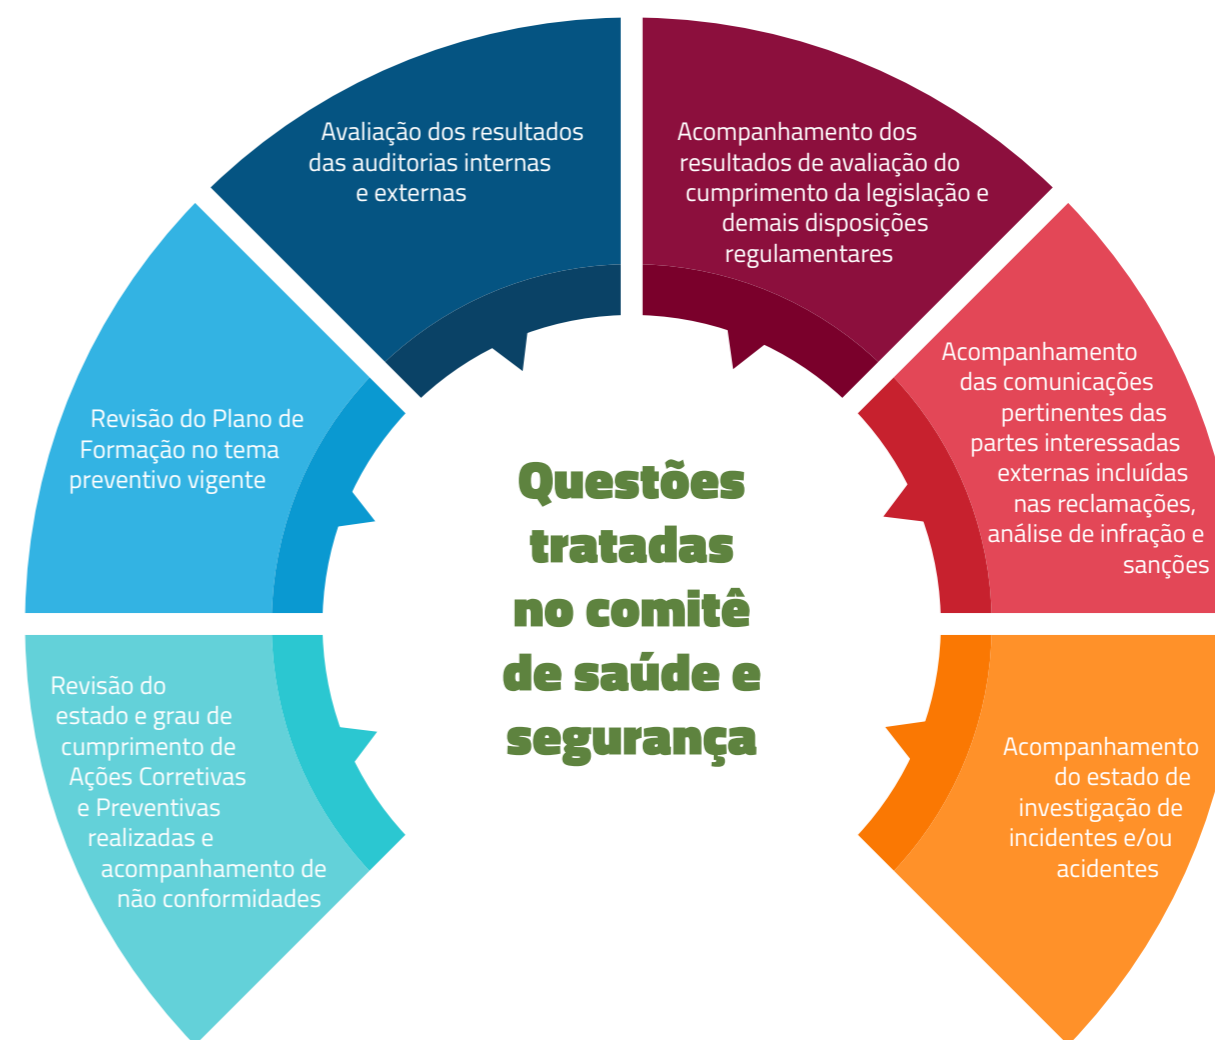 Avaliação dos resultados
das auditorias internas
e externas
Acompanhamento dos
resultados de avaliação do
cumprimento da legislação e
demais disposições
regulamentares
Acompanhamento
das comunicações
pertinentes das
partes interessadas
externas incluídas
nas reclamações,
análise de infração e
sanções
Revisão do Plano de
Formação no tema
preventivo vigente
Questões
tratadas
no comitê
de saúde e
segurança
Revisão do
estado e grau de
cumprimento de
Ações Corretivas
e Preventivas
realizadas e
acompanhamento de
não conformidades
Acompanhamento
do estado de
investigação de
incidentes e/ou
acidentes